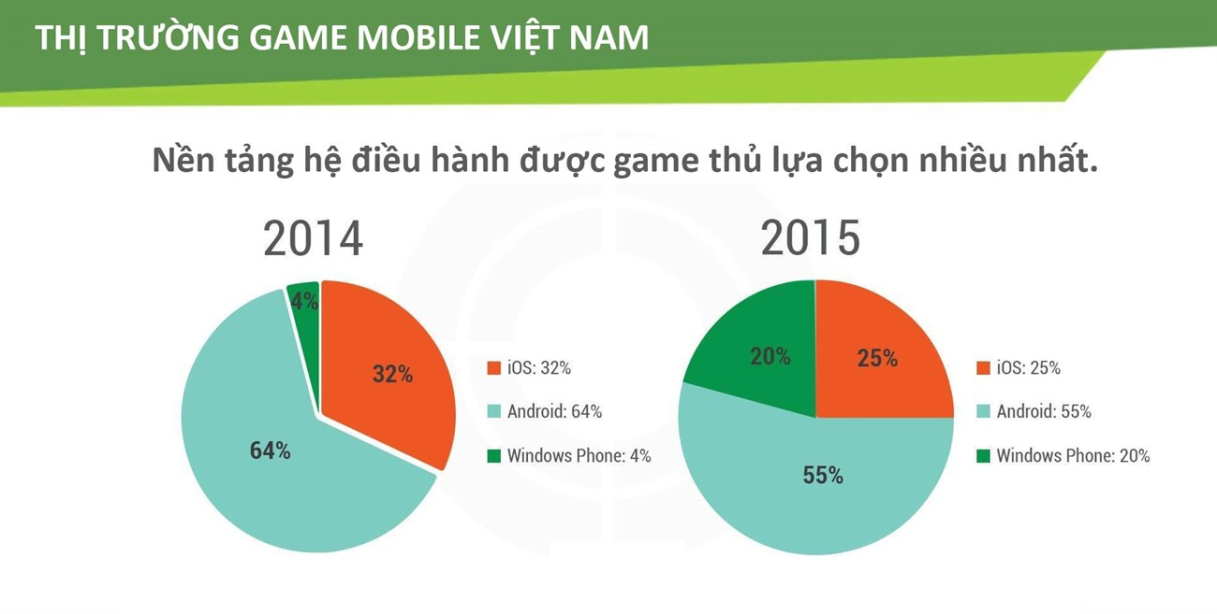 THỊ TRƯỜNG GAME MOBILE VIỆT NAM
Nền tảng hệ điều hành được game thủ lựa chọn nhiều nhất.
2014
4%
32%
64%
iOS: 32%
Android: 64%
Windows Phone: 4%
2015
20%
25%
55%
iOS: 25%
Android: 55%
Windows Phone: 20%